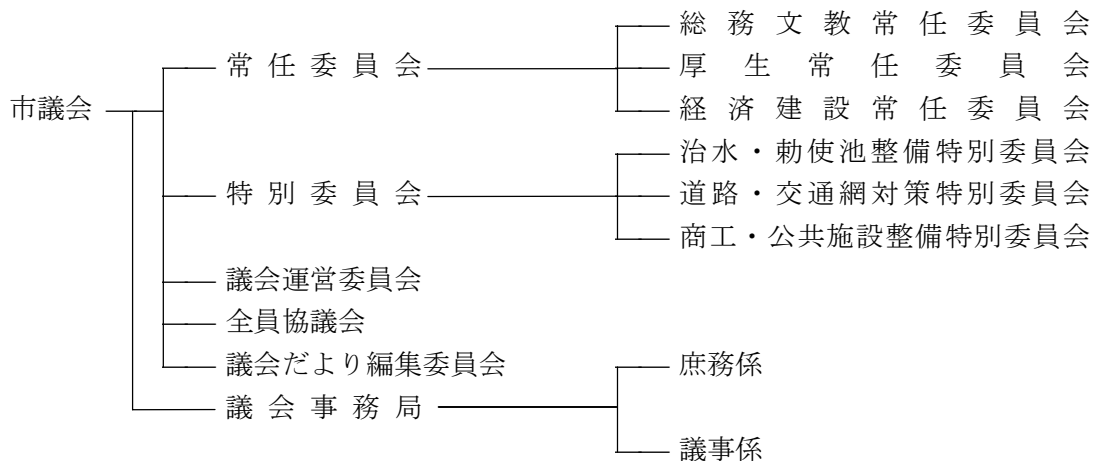 総務文教常任委員会
常任委員会
厚生常任委員会
市議会
経済建設常任委員会
治水・勅使池整備特別委員会
特別委員会
道路・交通網対策特別委員会
商工・公共施設整備特別委員会
議会運営委員会
全員協議会
議会だより編集委員会
庶務係
議会事務局
議事係